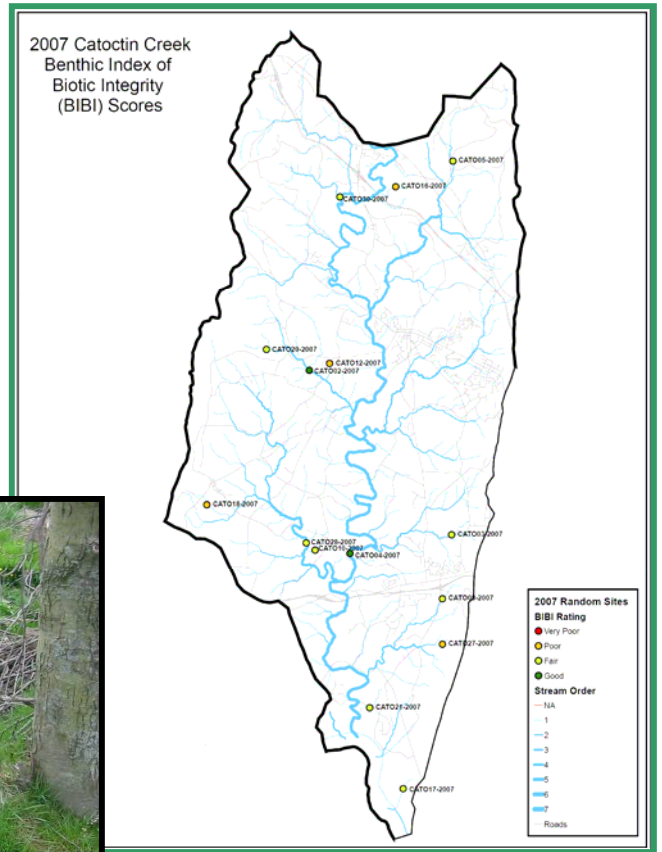 2007 Catoctin Creek
Benthic Index of
Biotic Integrity
(BIBI) Scores
CATO05-2007
CATO16-2007
CATO30-2007
CATO20-2007
CATO12-2007
CATO02-2007
CATO18-2007
CATO03-2007
CATO04-2007
CATO27-2007
CATO21-2007
CATO17-2007
2007 Random Sites
BIBI Rating
Very Poor
Poor
Fair
Good
Stream Order
NA
1
2
3
4
5
6
7
Roads